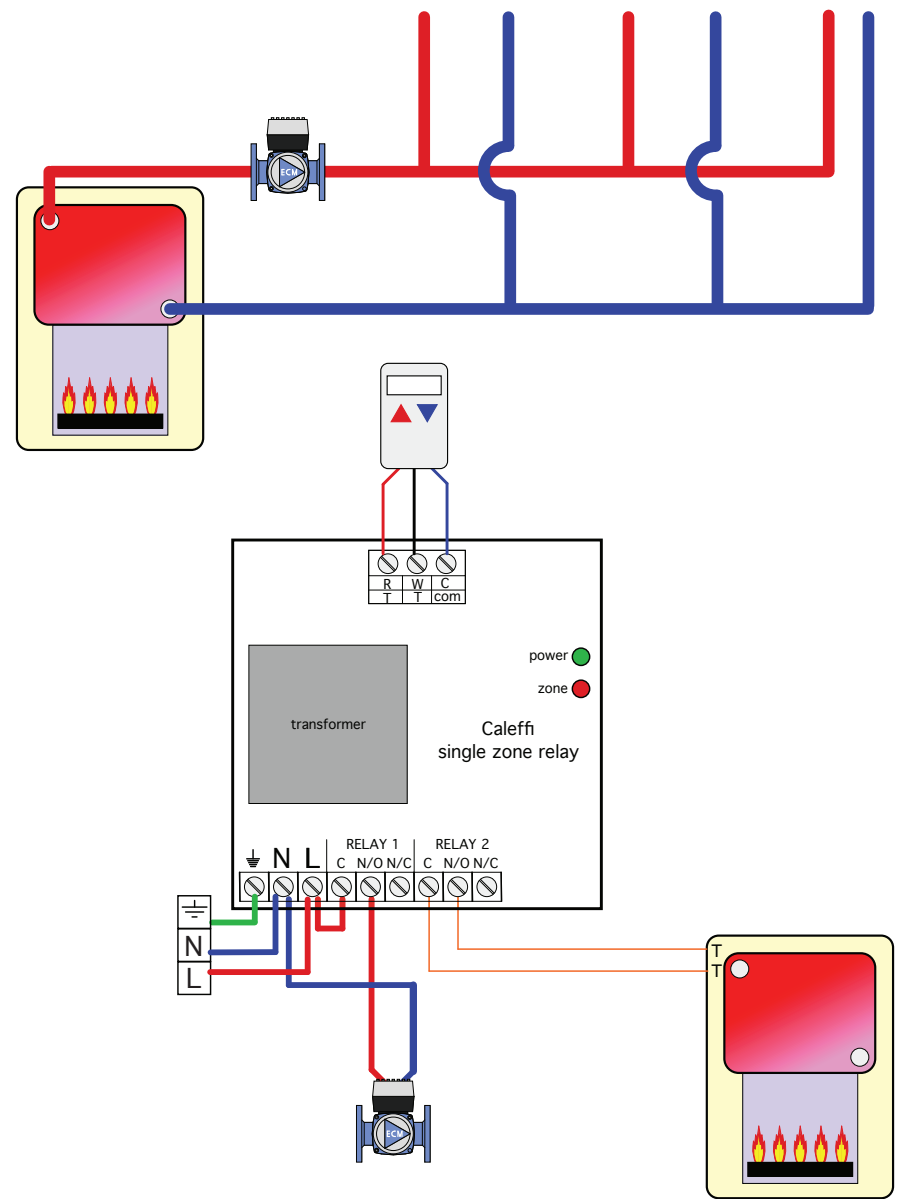 ECM
R W C
T T com
power
zone
transformer
Caleffi
single zone relay
RELAY 1 RELAY 2
N L C N/O N/C C N/O N/C
N
L
T
T
ECM